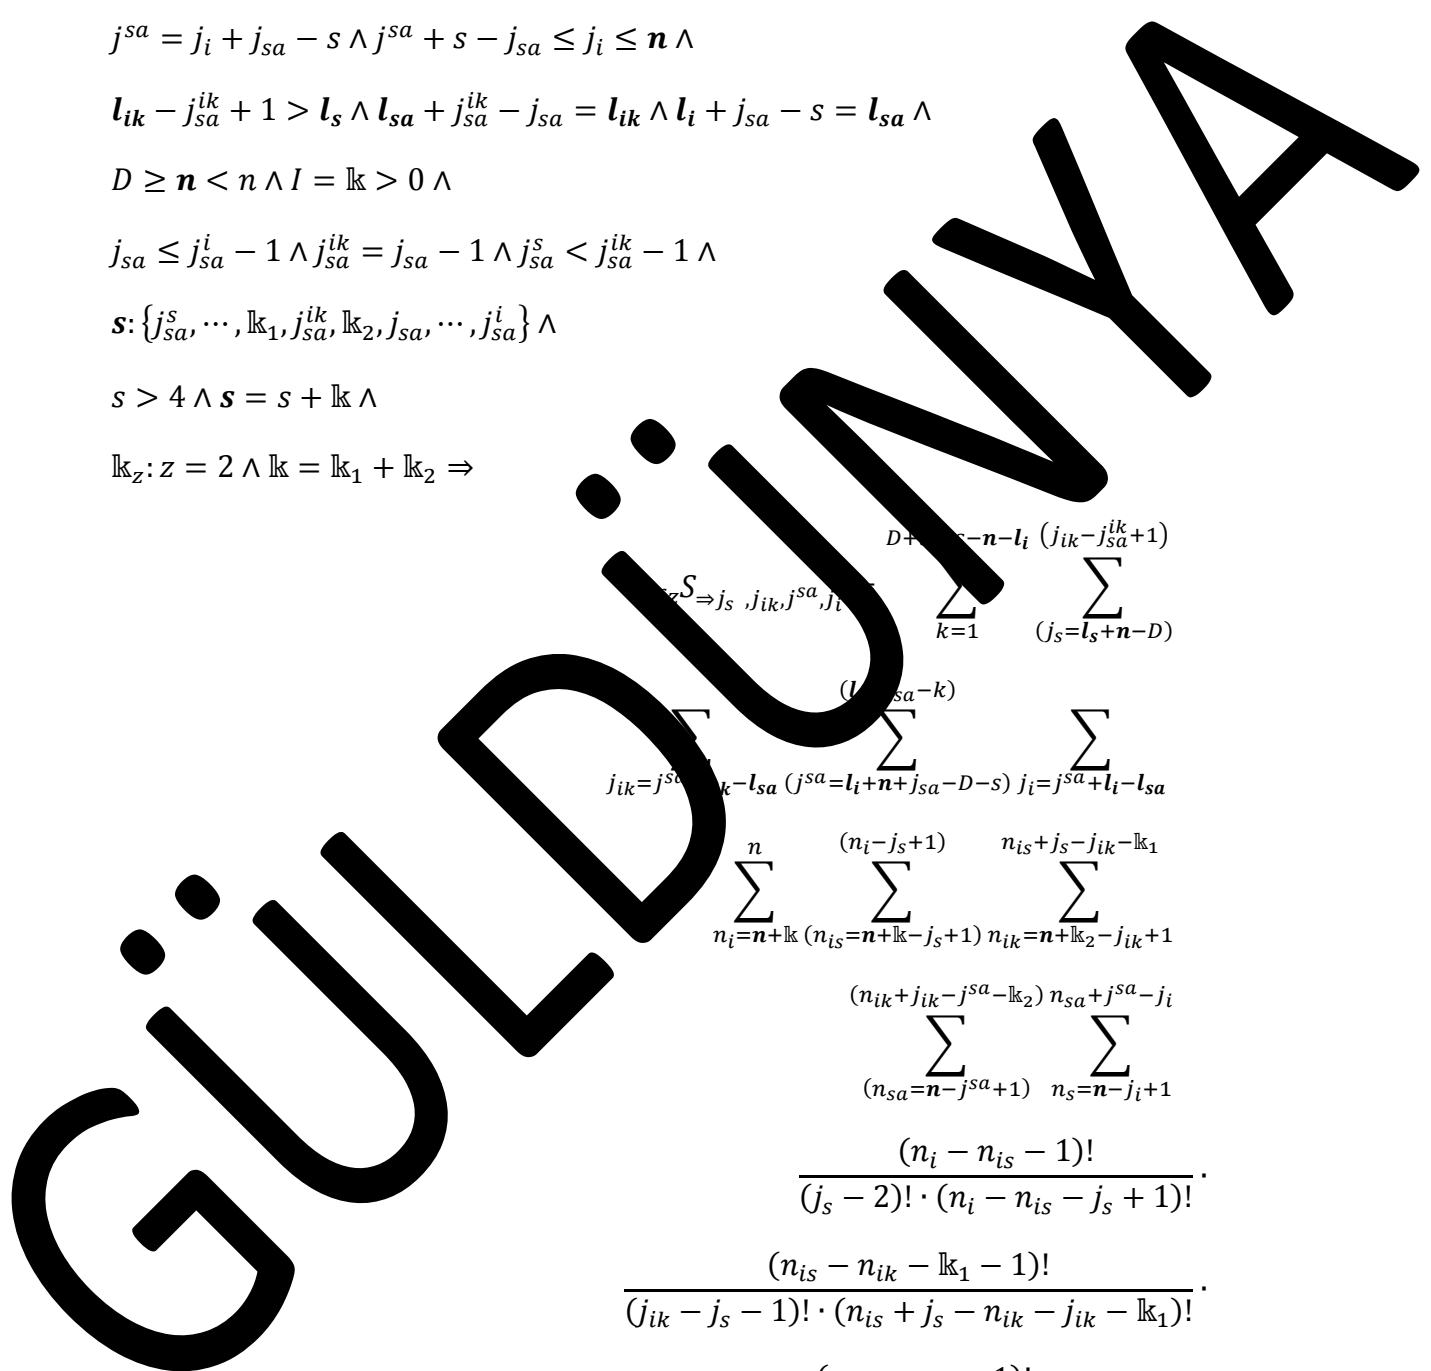 j^{sa} = j_i + j_{sa} − s ∧ j^{sa} + s − j_{sa} ≤ j_i ≤ 𝒏 ∧
𝒍_{𝒊𝒌} − j_{sa}^{ik} + 1 > 𝒍_𝒔 ∧ 𝒍_{𝒔𝒂} + j_{sa}^{ik} − j_{sa} = 𝒍_{𝒊𝒌} ∧ 𝒍_𝒊 + j_{sa} − s = 𝒍_{𝒔𝒂} ∧
D ≥ 𝒏 < n ∧ I = 𝕜 > 0 ∧
j_{sa} ≤ j_{sa}^{i} − 1 ∧ j_{sa}^{ik} = j_{sa} − 1 ∧ j_{sa}^{s} < j_{sa}^{ik} − 1 ∧
𝒔: {j_{sa}^{s}, ⋯ , 𝕜_1, j_{sa}^{ik}, 𝕜_2, j_{sa}, ⋯ , j_{sa}^{i}} ∧
s > 4 ∧ 𝒔 = s + 𝕜 ∧
𝕜_z: z = 2 ∧ 𝕜 = 𝕜_1 + 𝕜_2 ⇒
S_{⇒j_s ,j_{ik},j^{sa},j_i} ∑_{k=1} ∑_{(j_s=𝒍_𝒔+𝒏−D)}^{(j_{ik}−j_{sa}^{ik}+1)}
∑ ∑_{(j^{sa}=𝒍_𝒊+𝒏+j_{sa}−D−s)} ∑_{j_i=j^{sa}+𝒍_𝒊−𝒍_{𝒔𝒂}}
∑_{n_i=𝒏+𝕜}^{n} ∑_{(n_{is}=𝒏+𝕜−j_s+1)}^{(n_i−j_s+1)} ∑_{n_{ik}=𝒏+𝕜_2−j_{ik}+1}^{n_{is}+j_s−j_{ik}−𝕜_1}
∑_{(n_{sa}=𝒏−j^{sa}+1)}^{(n_{ik}+j_{ik}−j^{sa}−𝕜_2)} ∑_{n_s=𝒏−j_i+1}^{n_{sa}+j^{sa}−j_i}
(n_i − n_{is} − 1)!
(j_s − 2)! · (n_i − n_{is} − j_s + 1)! ·
(n_{is} − n_{ik} − 𝕜_1 − 1)!
(j_{ik} − j_s − 1)! · (n_{is} + j_s − n_{ik} − j_{ik} − 𝕜_1)! ·
GÜLDÜNYA